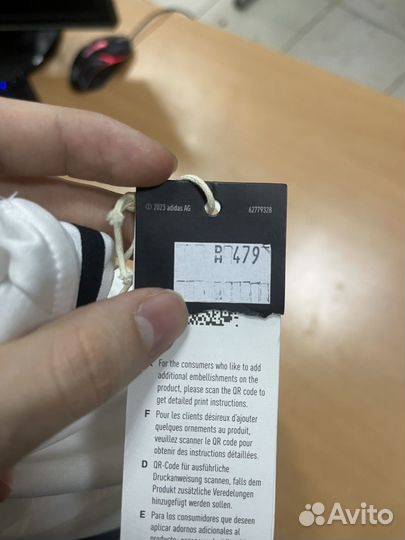 © 2023 adidas AG 62779328
DH 479
For the consumers who like to add
additional embellishments on the
product, please scan the QR code to
get detailed print instructions.
F Pour les clients désireux d'ajouter
quelques ornements au produit,
veuillez scanner le QR code pour
obtenir des instructions détaillées.
D QR-Code für ausführliche
Druckanweisung scannen, falls dem
Produkt zusätzliche Veredelungen
hinzugefügt werden sollen.
E Para los consumidores que deseen
aplicar adornos adicionales al
Avito